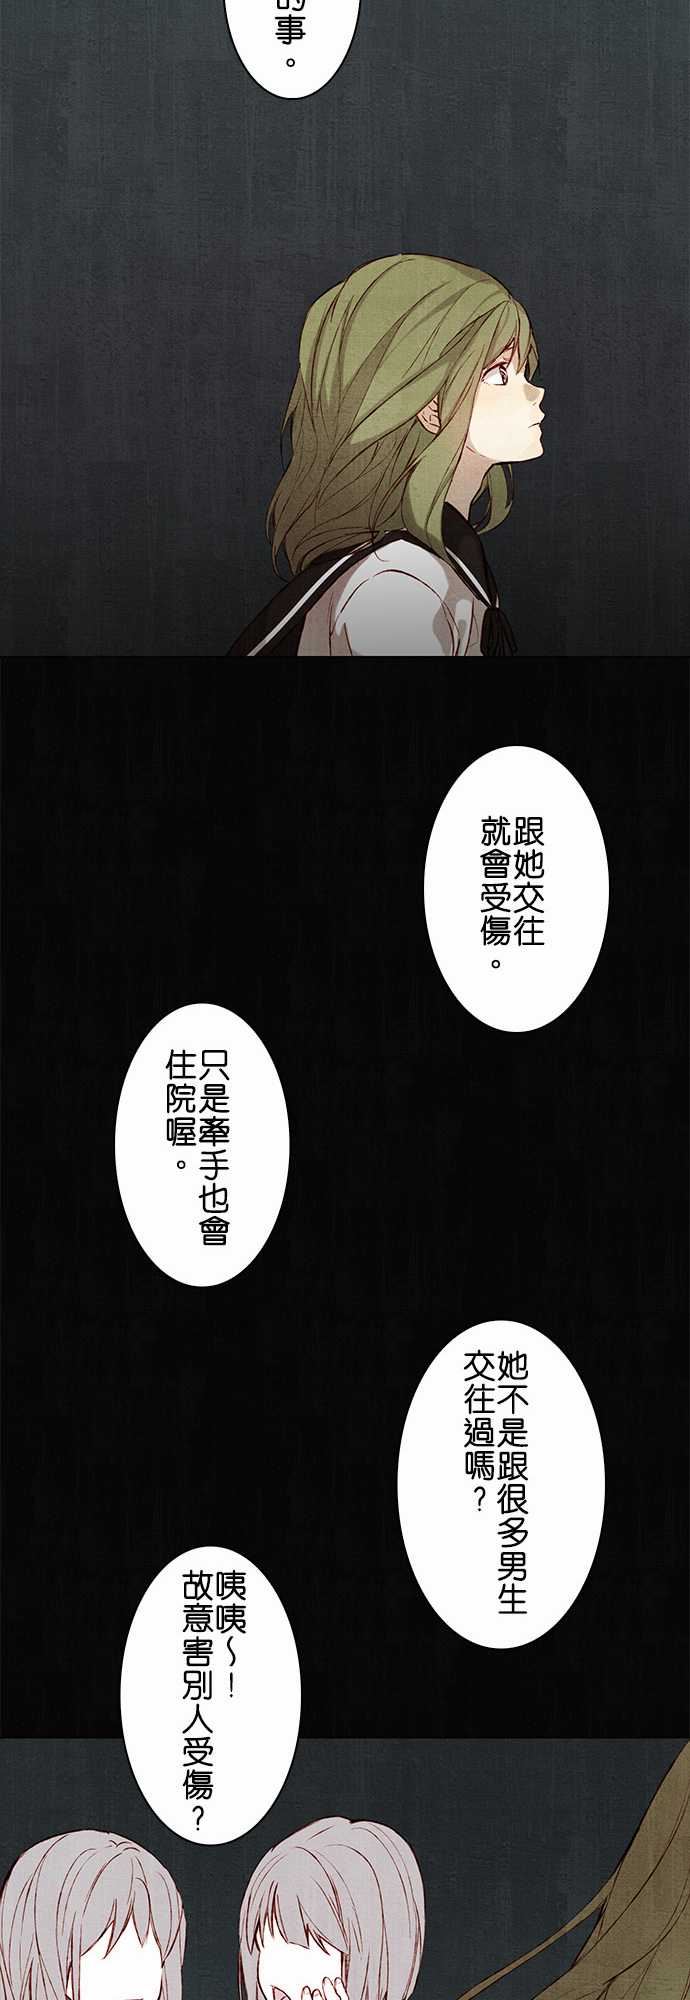 的事。
跟她交往
就會受傷。
只是牽手也會
住院喔。
她不是跟很多男生
交往過嗎？
咦咦～！
故意害別人受傷？